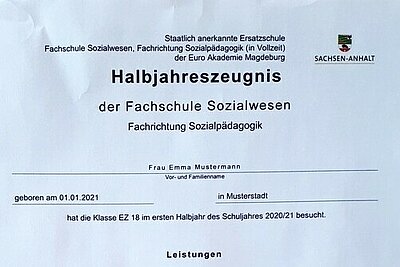 Staatlich anerkannte Ersatzschule
Fachschule Sozialwesen, Fachrichtung Sozialpädagogik (in Vollzeit)
der Euro Akademie Magdeburg
SACHSEN-ANHALT
Halbjahreszeugnis
der Fachschule Sozialwesen
Fachrichtung Sozialpädagogik
Frau Emma Mustermann
Vor- und Familienname
geboren am 01.01.2021
in Musterstadt
hat die Klasse EZ 18 im ersten Halbjahr des Schuljahres 2020/21 besucht.
Leistungen